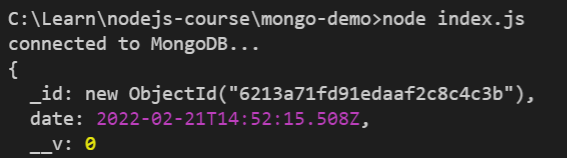 C:\Learn\nodejs-course\mongo-demo>node index.js
connected to MongoDB...
{
  _id: new ObjectId("6213a71fd91edaaf2c8c4c3b"),
  date: 2022-02-21T14:52:15.508Z,
  __v: 0